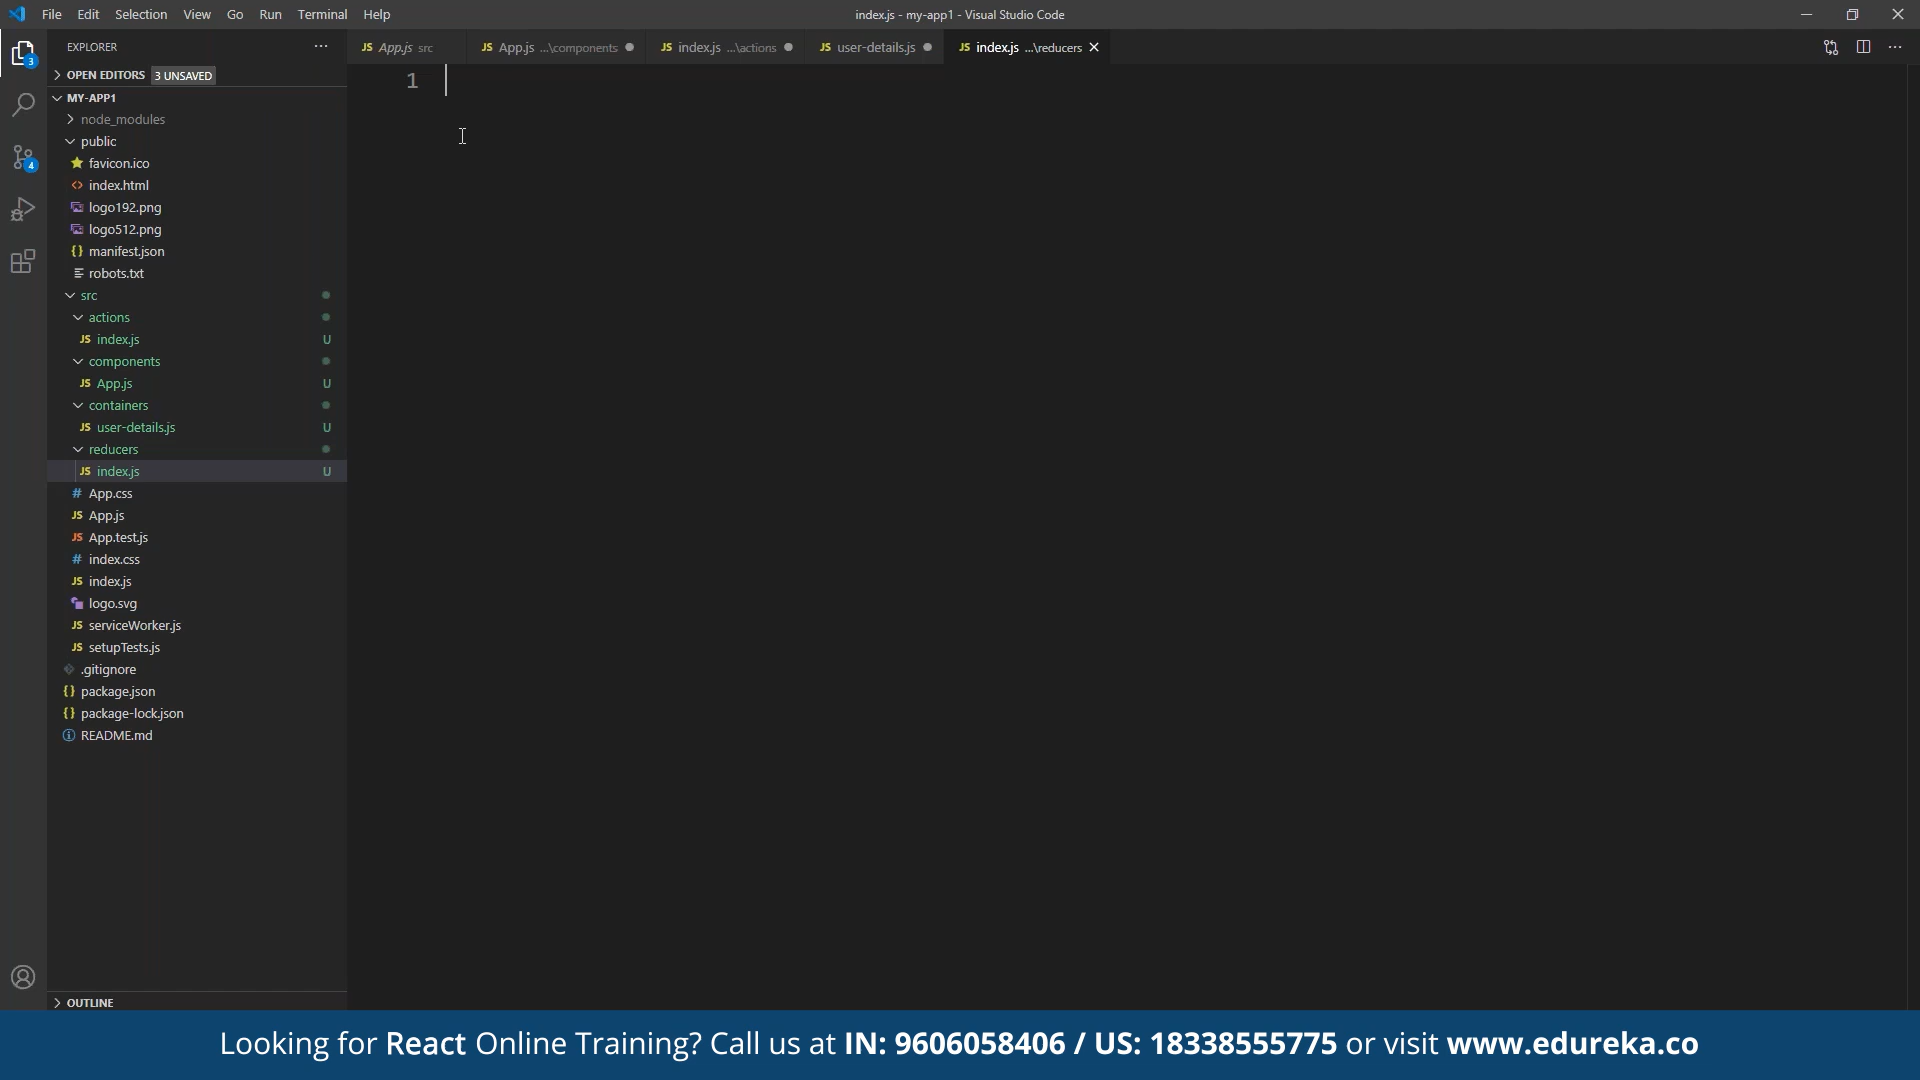 File Edit Selection View Go Run Terminal Help
index.js - my-app1 - Visual Studio Code
EXPLORER
App.js src
App.js ...\components
index.js ...\actions
user-details.js
index.js ...\reducers
3
OPEN EDITORS 3 UNSAVED
1
MY-APP1
node_modules
public
favicon.ico
4
index.html
logo192.png
logo512.png
manifest.json
robots.txt
src
actions
JS index.js U
components
JS App.js U
containers
JS user-details.js U
reducers
JS index.js U
# App.css
JS App.js
JS App.test.js
# index.css
JS index.js
logo.svg
JS serviceWorker.js
JS setupTests.js
.gitignore
{} package.json
{} package-lock.json
README.md
OUTLINE
Looking for React Online Training? Call us at IN: 9606058406 / US: 18338555775 or visit www.edureka.co